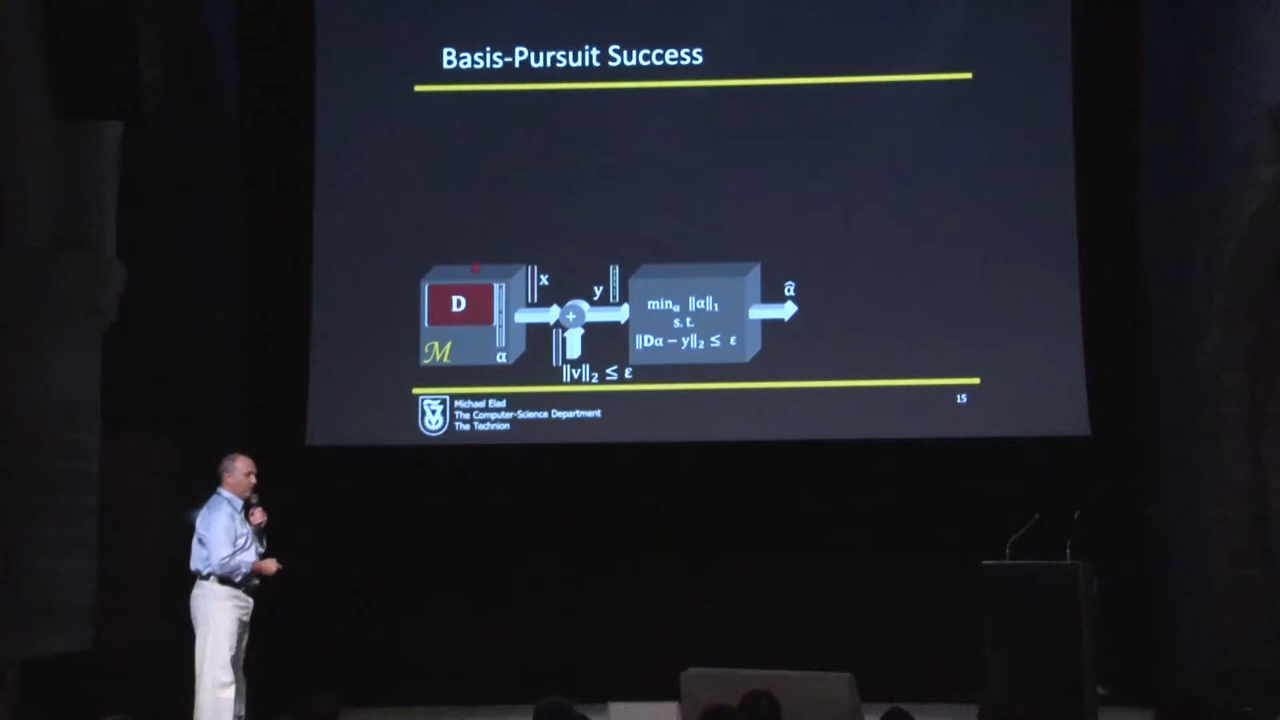 Basis-Pursuit Success
D
α
ℳ
x
+
‖v‖₂ ≤ ε
y
min_α ‖α‖₁
s.t.
‖Dα − y‖₂ ≤ ε
α̂
Michael Elad
The Computer-Science Department
The Technion
15